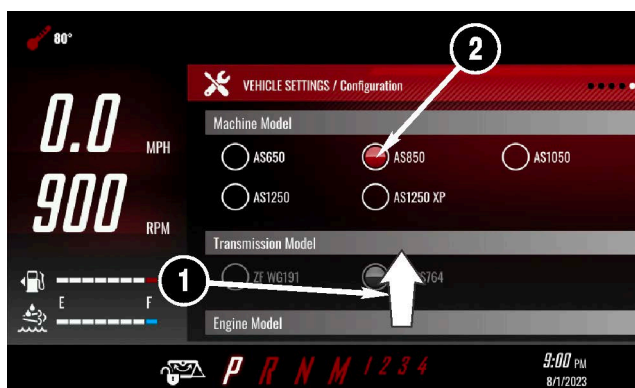 80°
2
VEHICLE SETTINGS / Configuration
Machine Model
0.0 MPH
AS650 AS850 AS1050
AS1250 AS1250 XP
900 RPM
Transmission Model
ZF WG191 S764
1
E F
Engine Model
P R N M 1 2 3 4
9:00 PM
8/1/2023